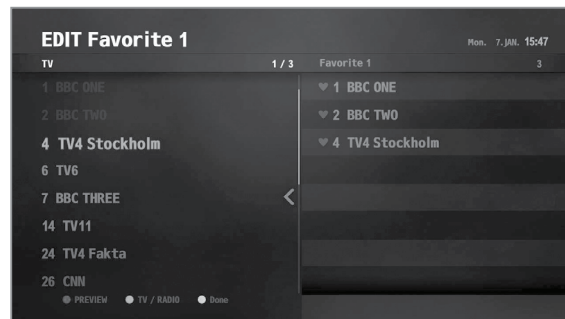 EDIT Favorite 1
Mon. 7.JAN. 15:47
TV 1 / 3
Favorite 1 3
1 BBC ONE
2 BBC TWO
4 TV4 Stockholm
6 TV6
7 BBC THREE
14 TV11
24 TV4 Fakta
26 CNN
1 BBC ONE
2 BBC TWO
4 TV4 Stockholm
PREVIEW TV / RADIO Done